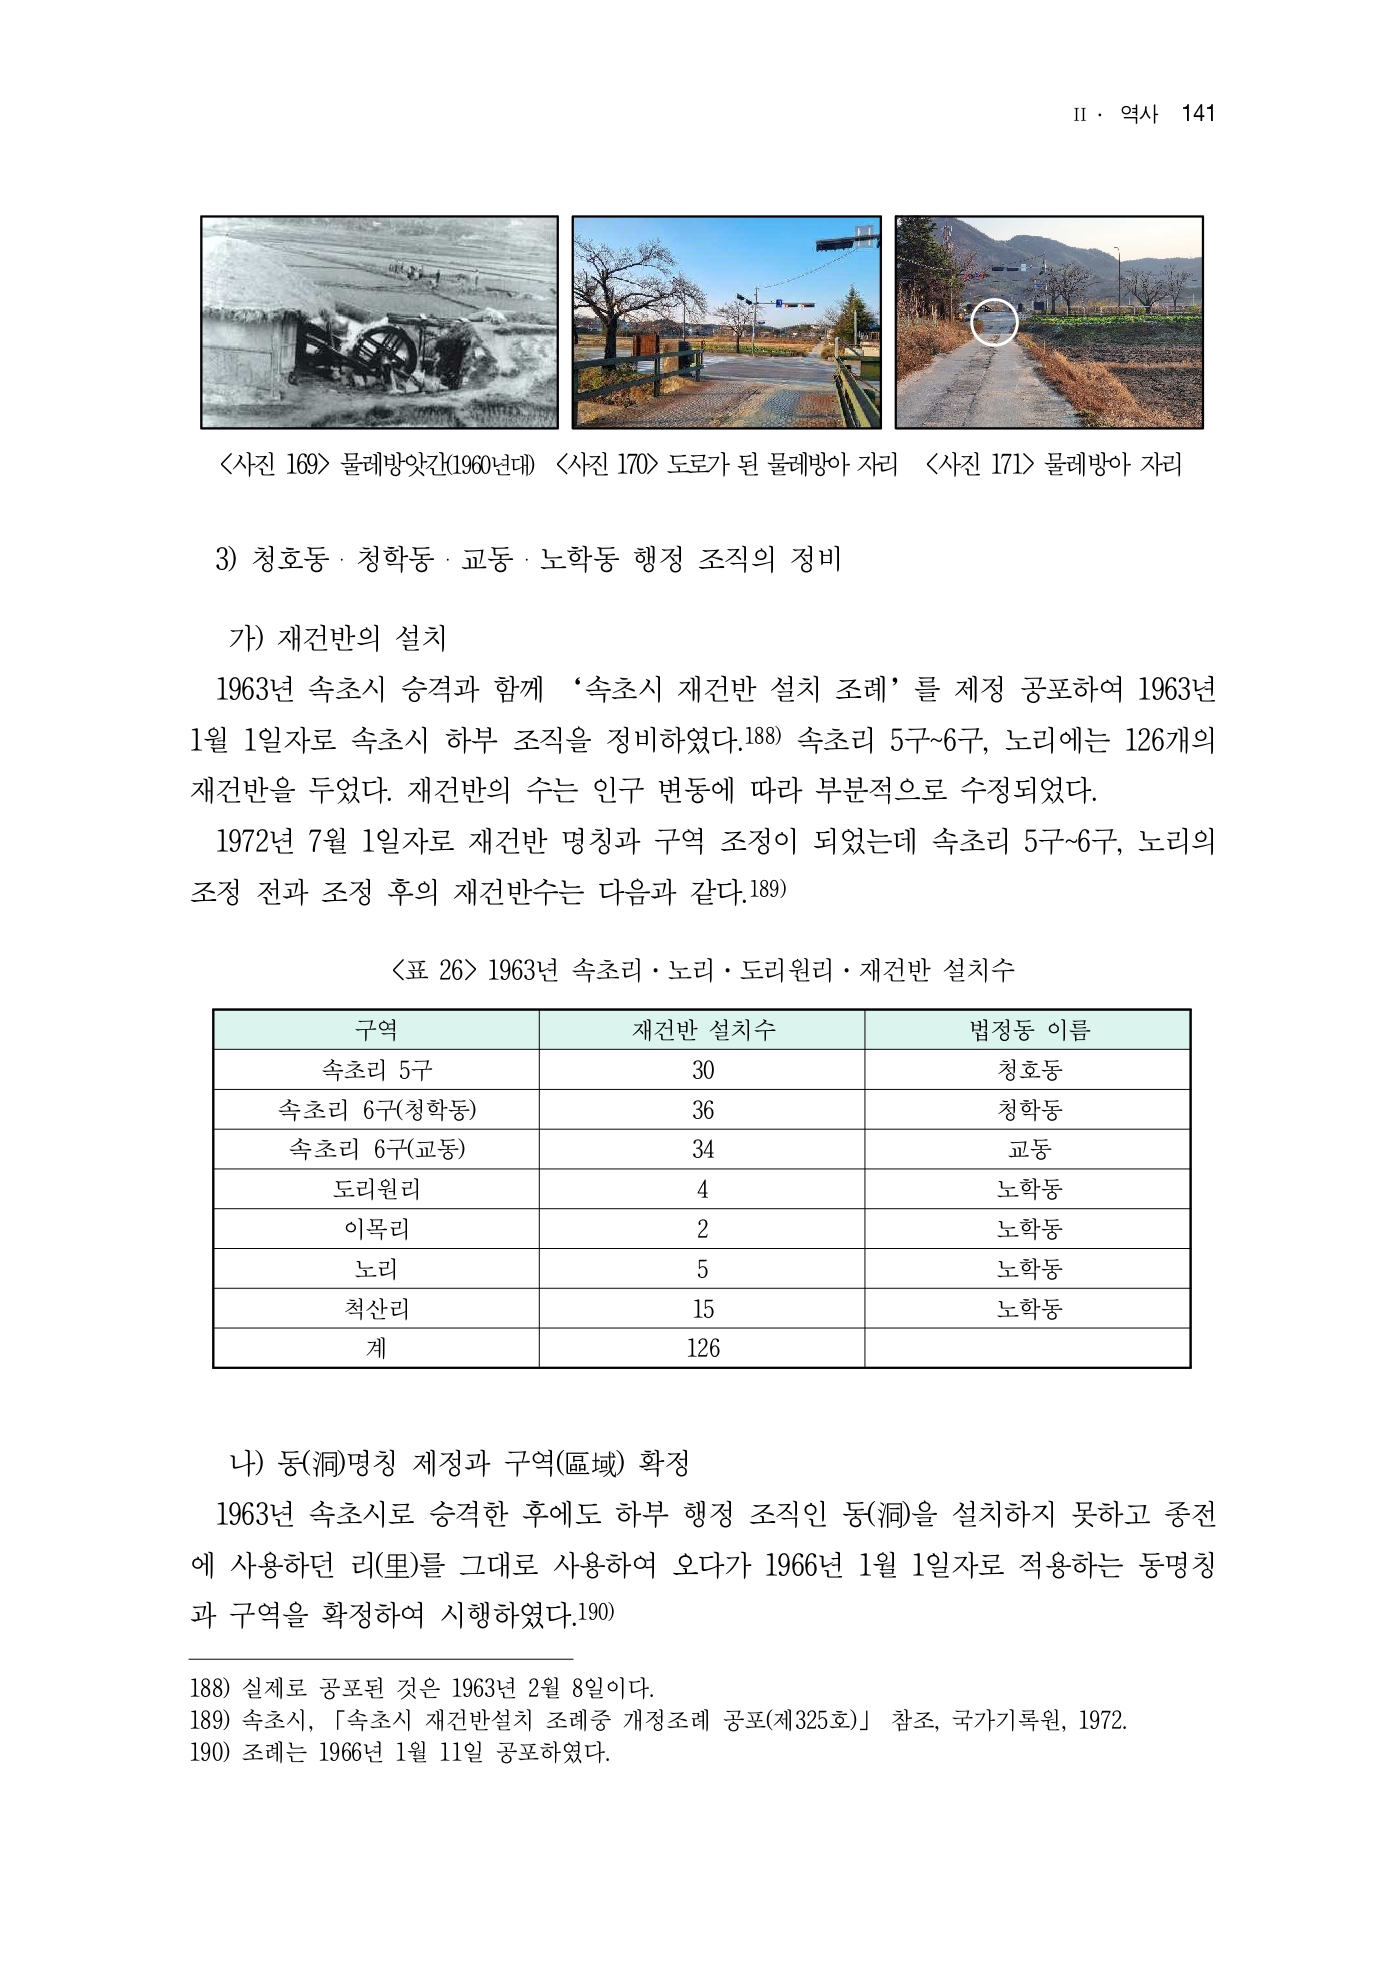 II · 역사 141
<사진 169> 물레방앗간(1960년대) <사진 170> 도로가 된 물레방아 자리 <사진 171> 물레방아 자리
3) 청호동 · 청학동 · 교동 · 노학동 행정 조직의 정비
가) 재건반의 설치
1963년 속초시 승격과 함께 ‘속초시 재건반 설치 조례’를 제정 공포하여 1963년
1월 1일자로 속초시 하부 조직을 정비하였다.188) 속초리 5구~6구, 노리에는 126개의
재건반을 두었다. 재건반의 수는 인구 변동에 따라 부분적으로 수정되었다.
1972년 7월 1일자로 재건반 명칭과 구역 조정이 되었는데 속초리 5구~6구, 노리의
조정 전과 조정 후의 재건반수는 다음과 같다.189)
<표 26> 1963년 속초리·노리·도리원리·재건반 설치수
구역 재건반 설치수 법정동 이름
속초리 5구 30 청호동
속초리 6구(청학동) 36 청학동
속초리 6구(교동) 34 교동
도리원리 4 노학동
이목리 2 노학동
노리 5 노학동
척산리 15 노학동
계 126
나) 동(洞)명칭 제정과 구역(區域) 확정
1963년 속초시로 승격한 후에도 하부 행정 조직인 동(洞)을 설치하지 못하고 종전
에 사용하던 리(里)를 그대로 사용하여 오다가 1966년 1월 1일자로 적용하는 동명칭
과 구역을 확정하여 시행하였다.190)
188) 실제로 공포된 것은 1963년 2월 8일이다.
189) 속초시, 「속초시 재건반설치 조례중 개정조례 공포(제325호)」 참조, 국가기록원, 1972.
190) 조례는 1966년 1월 11일 공포하였다.